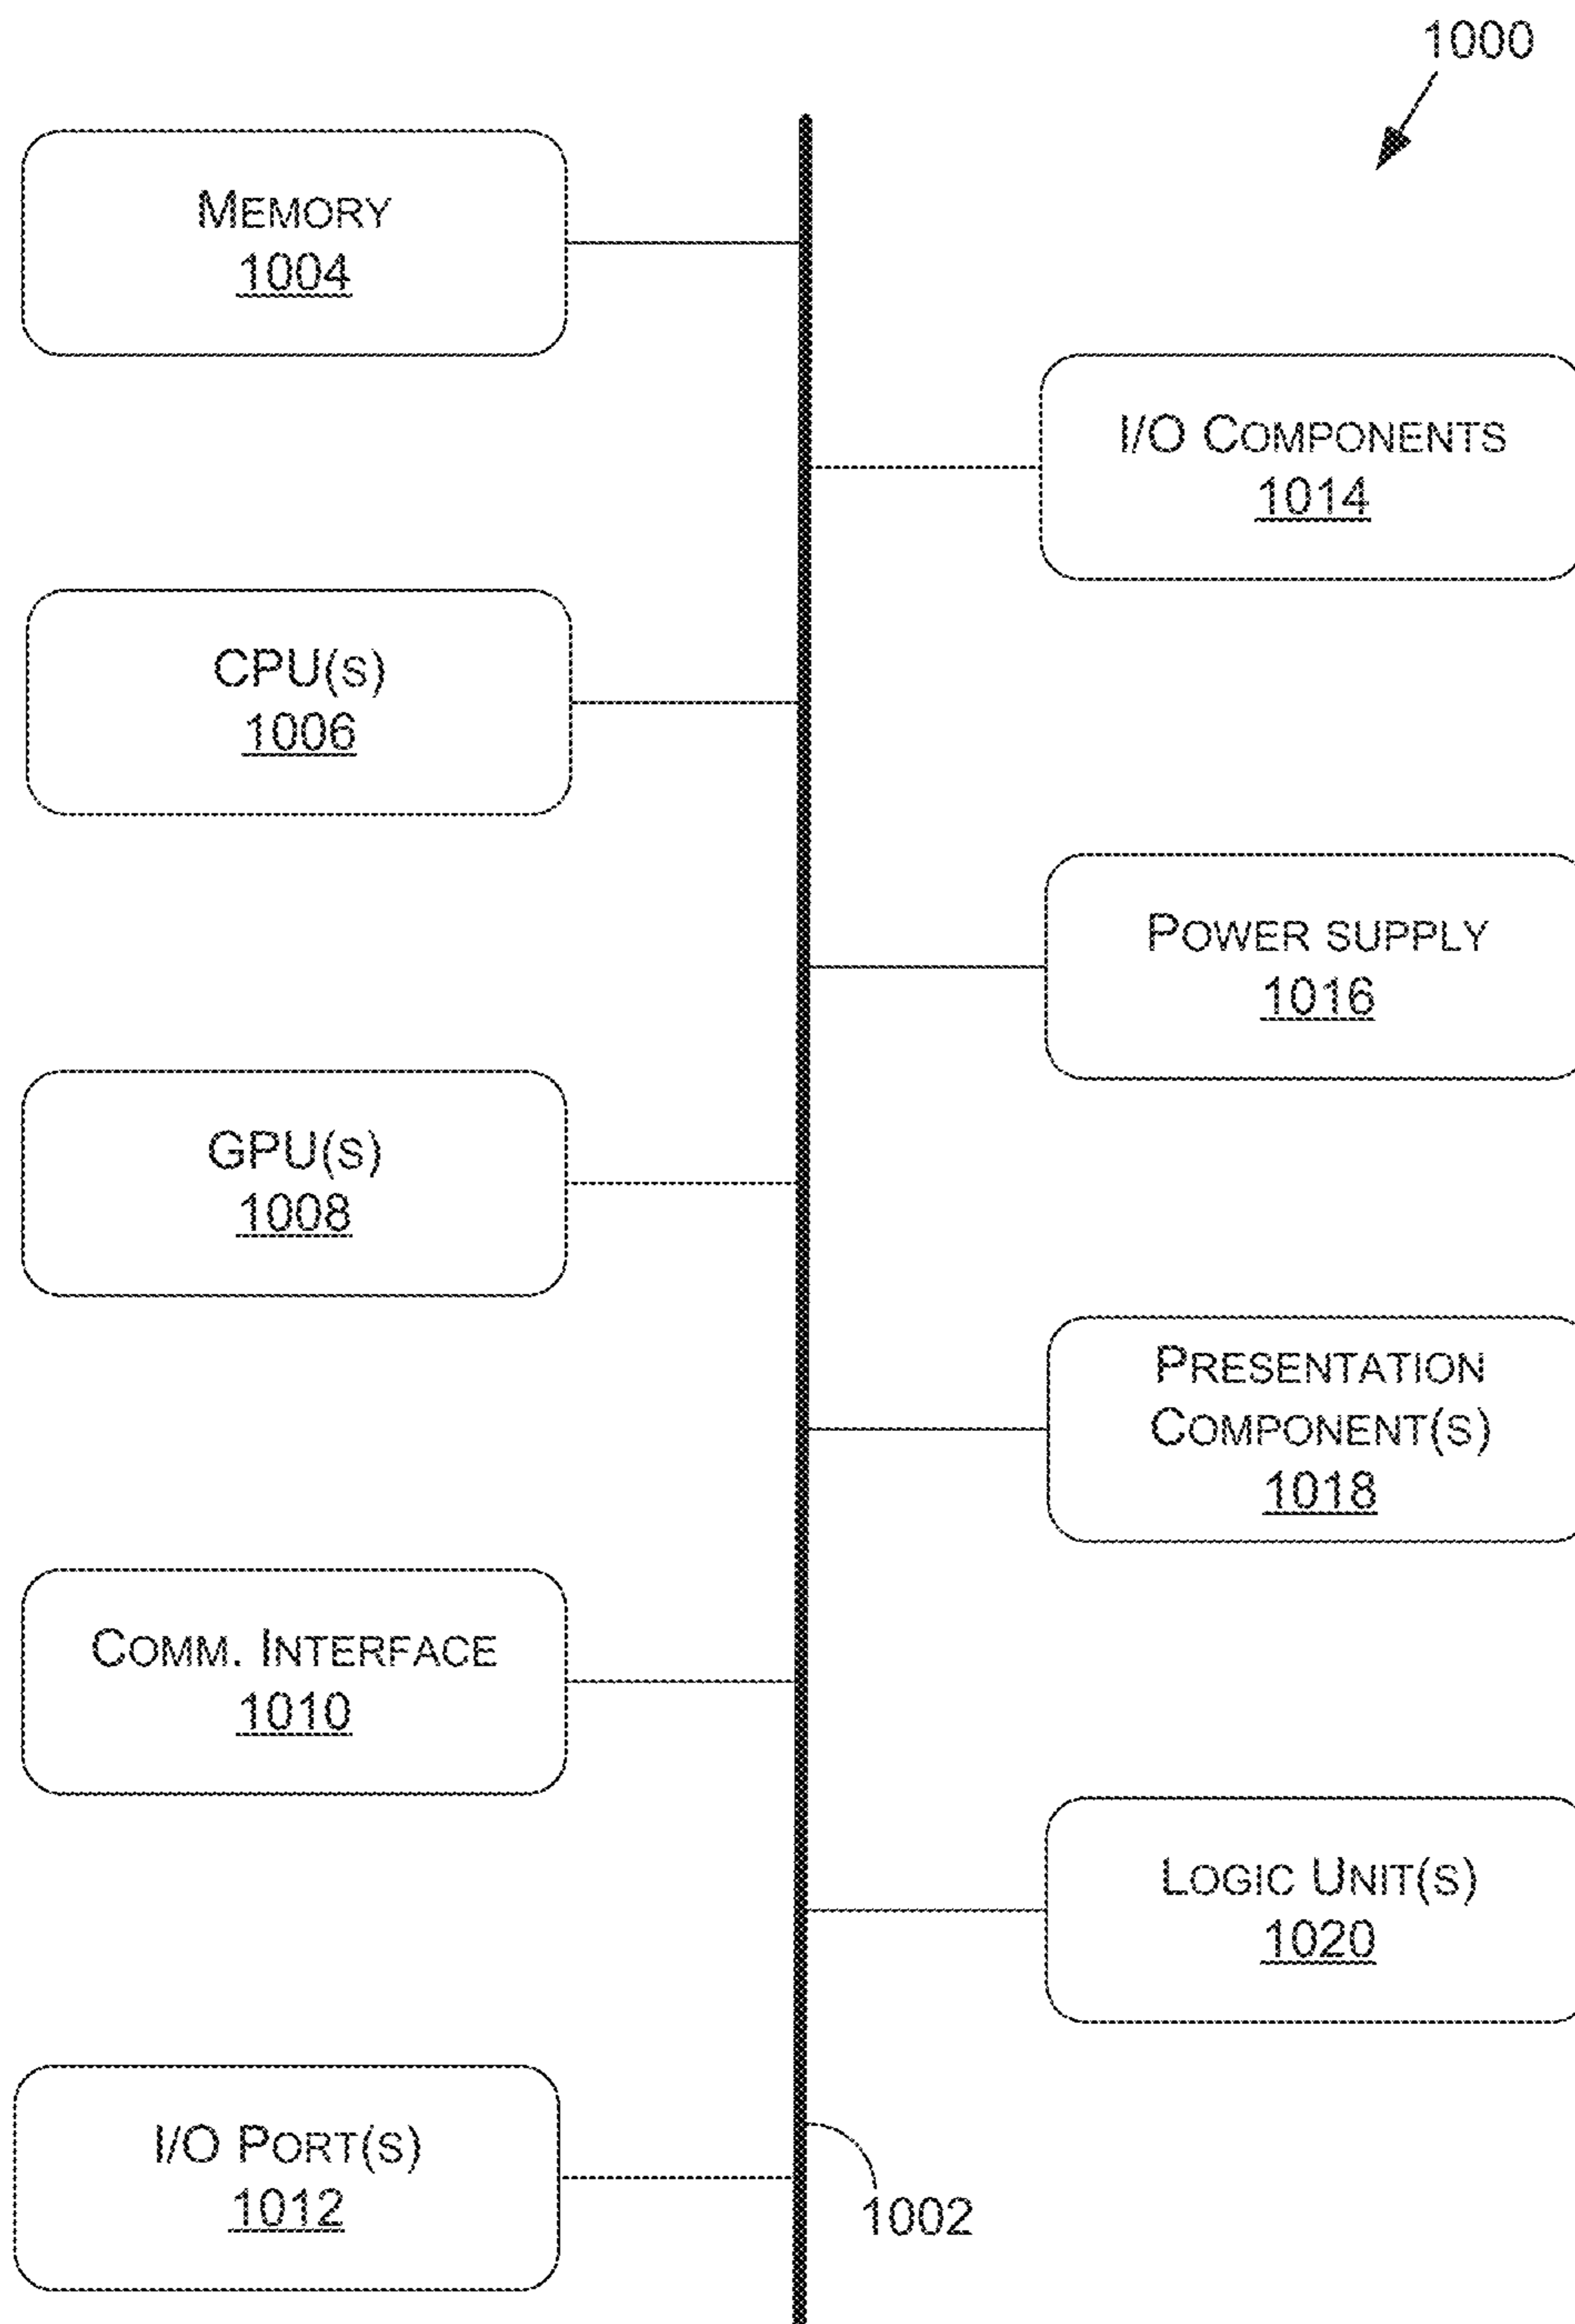 1000
MEMORY
1004
I/O COMPONENTS
1014
CPU(S)
1006
POWER SUPPLY
1016
GPU(S)
1008
PRESENTATION
COMPONENT(S)
1018
COMM. INTERFACE
1010
LOGIC UNIT(S)
1020
I/O PORT(S)
1012
1002